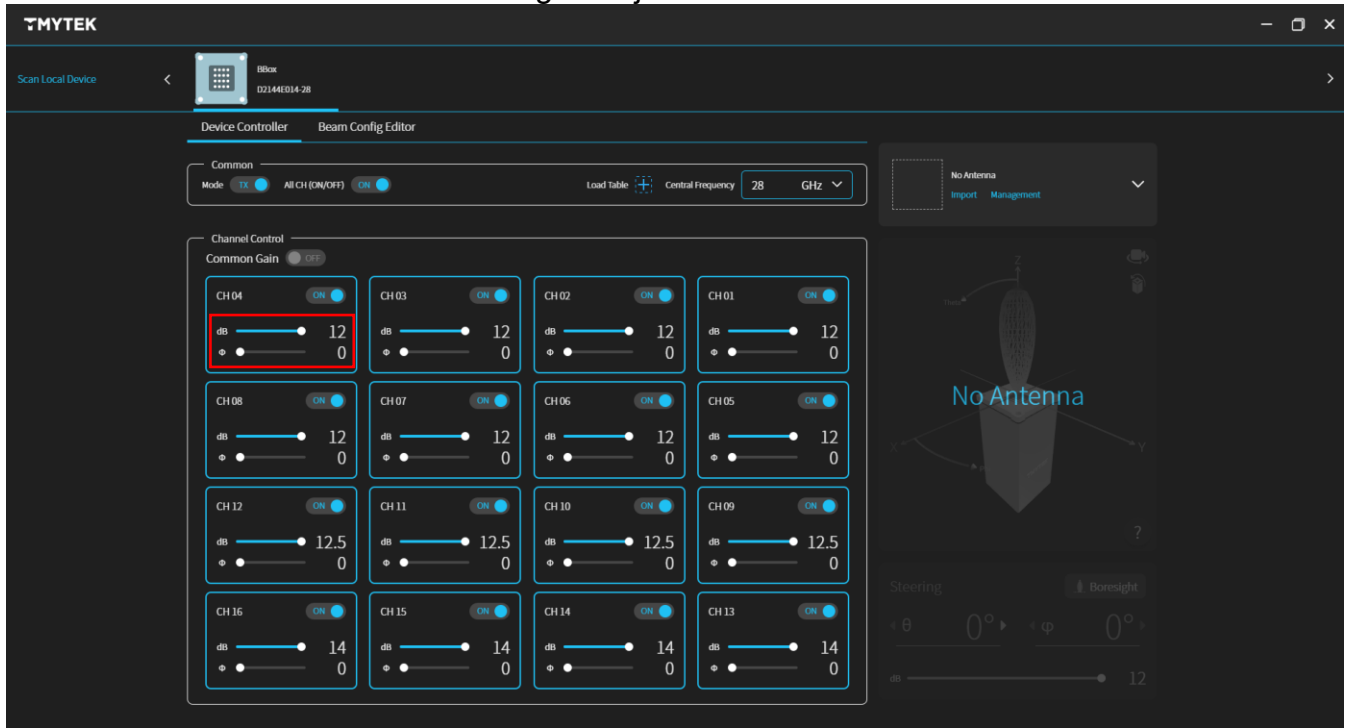 TMYTEK
Scan Local Device
BBox
D2144E014-28
Device Controller Beam Config Editor
Common
Mode TX All CH (ON/OFF) ON Load Table Central Frequency 28 GHz
No Antenna
Import Management
Channel Control
Common Gain OFF
CH 04 ON CH 03 ON CH 02 ON CH 01 ON
dB 12 dB 12 dB 12 dB 12
Φ 0 Φ 0 Φ 0 Φ 0
CH 08 ON CH 07 ON CH 06 ON CH 05 ON
dB 12 dB 12 dB 12 dB 12
Φ 0 Φ 0 Φ 0 Φ 0
CH 12 ON CH 11 ON CH 10 ON CH 09 ON
dB 12.5 dB 12.5 dB 12.5 dB 12.5
Φ 0 Φ 0 Φ 0 Φ 0
CH 16 ON CH 15 ON CH 14 ON CH 13 ON
dB 14 dB 14 dB 14 dB 14
Φ 0 Φ 0 Φ 0 Φ 0
Z
No Antenna
X Y
?
Steering Boresight
θ 0° φ 0°
dB 12